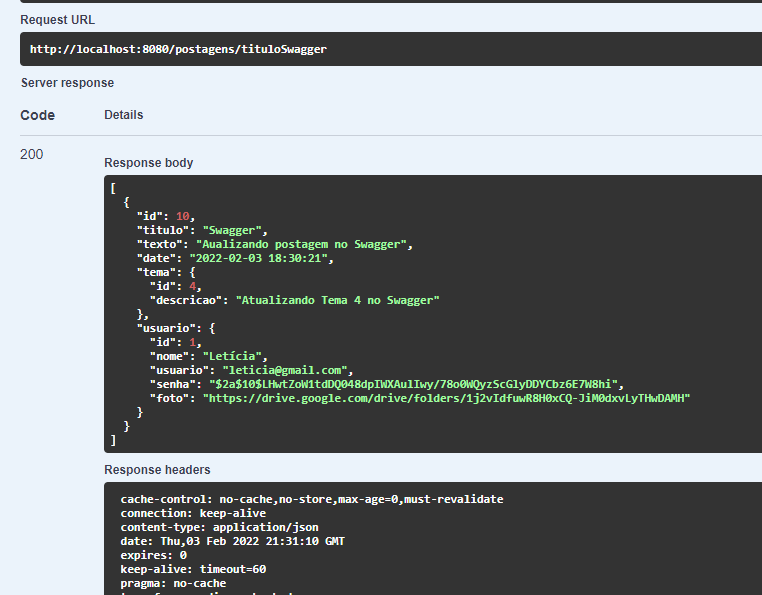 Request URL
http://localhost:8080/postagens/tituloSwagger
Server response
Code Details
200
Response body
[
{
"id": 10,
"titulo": "Swagger",
"texto": "Aualizando postagem no Swagger",
"date": "2022-02-03 18:30:21",
"tema": {
"id": 4,
"descricao": "Atualizando Tema 4 no Swagger"
},
"usuario": {
"id": 1,
"nome": "Letícia",
"usuario": "leticia@gmail.com",
"senha": "$2a$10$LHwtZoW1tdDQ048dpIWXAulIwy/78o0WQyzScGlyDDYCbz6E7W8hi",
"foto": "https://drive.google.com/drive/folders/1j2vIdfuwR8H0xCQ-JiM0dxvLyTHwDAMH"
}
}
]
Response headers
cache-control: no-cache,no-store,max-age=0,must-revalidate
connection: keep-alive
content-type: application/json
date: Thu,03 Feb 2022 21:31:10 GMT
expires: 0
keep-alive: timeout=60
pragma: no-cache